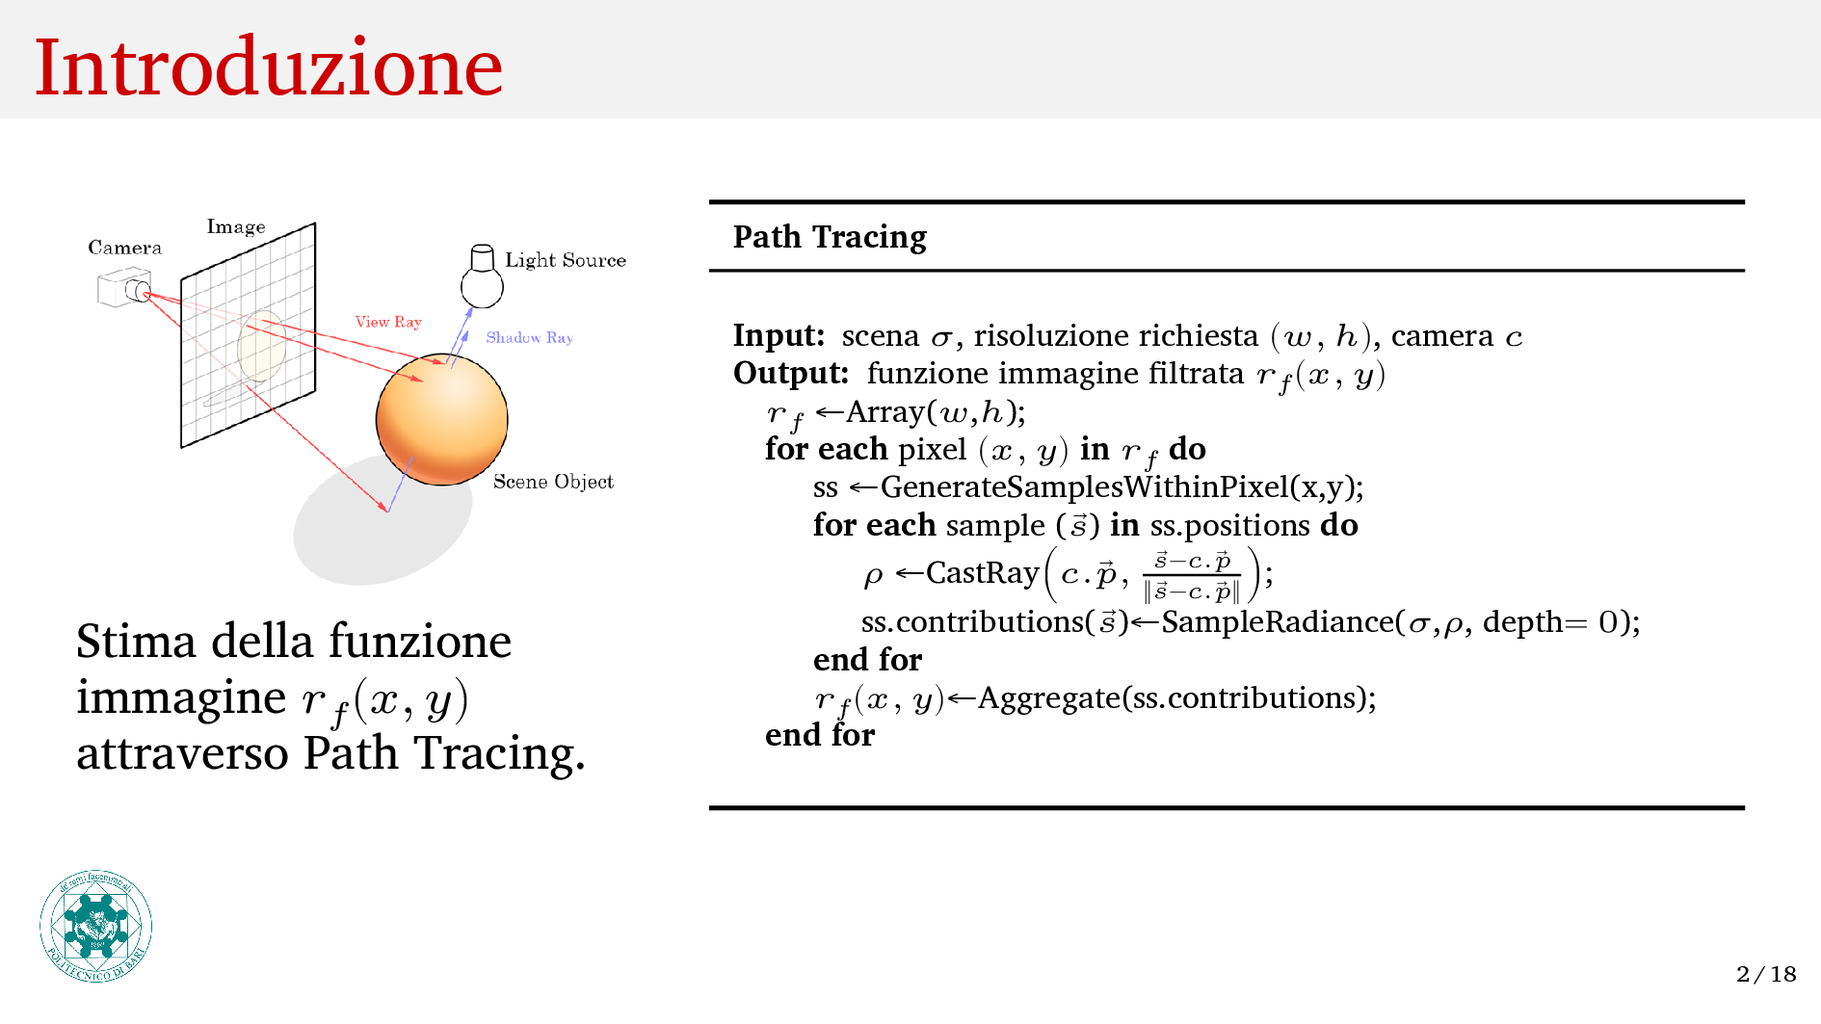 Introduzione
Image
Camera
Light Source
View Ray
Shadow Ray
Scene Object
Stima della funzione
immagine r_f(x, y)
attraverso Path Tracing.
Path Tracing
Input: scena σ, risoluzione richiesta (w, h), camera c
Output: funzione immagine filtrata r_f(x, y)
r_f ←Array(w,h);
for each pixel (x, y) in r_f do
ss ←GenerateSamplesWithinPixel(x,y);
for each sample (s⃗) in ss.positions do
ρ ←CastRay(c.p⃗, (s⃗−c.p⃗)/‖s⃗−c.p⃗‖);
ss.contributions(s⃗)←SampleRadiance(σ,ρ, depth= 0);
end for
r_f(x, y)←Aggregate(ss.contributions);
end for
POLITECNICO DI BARI
2/18